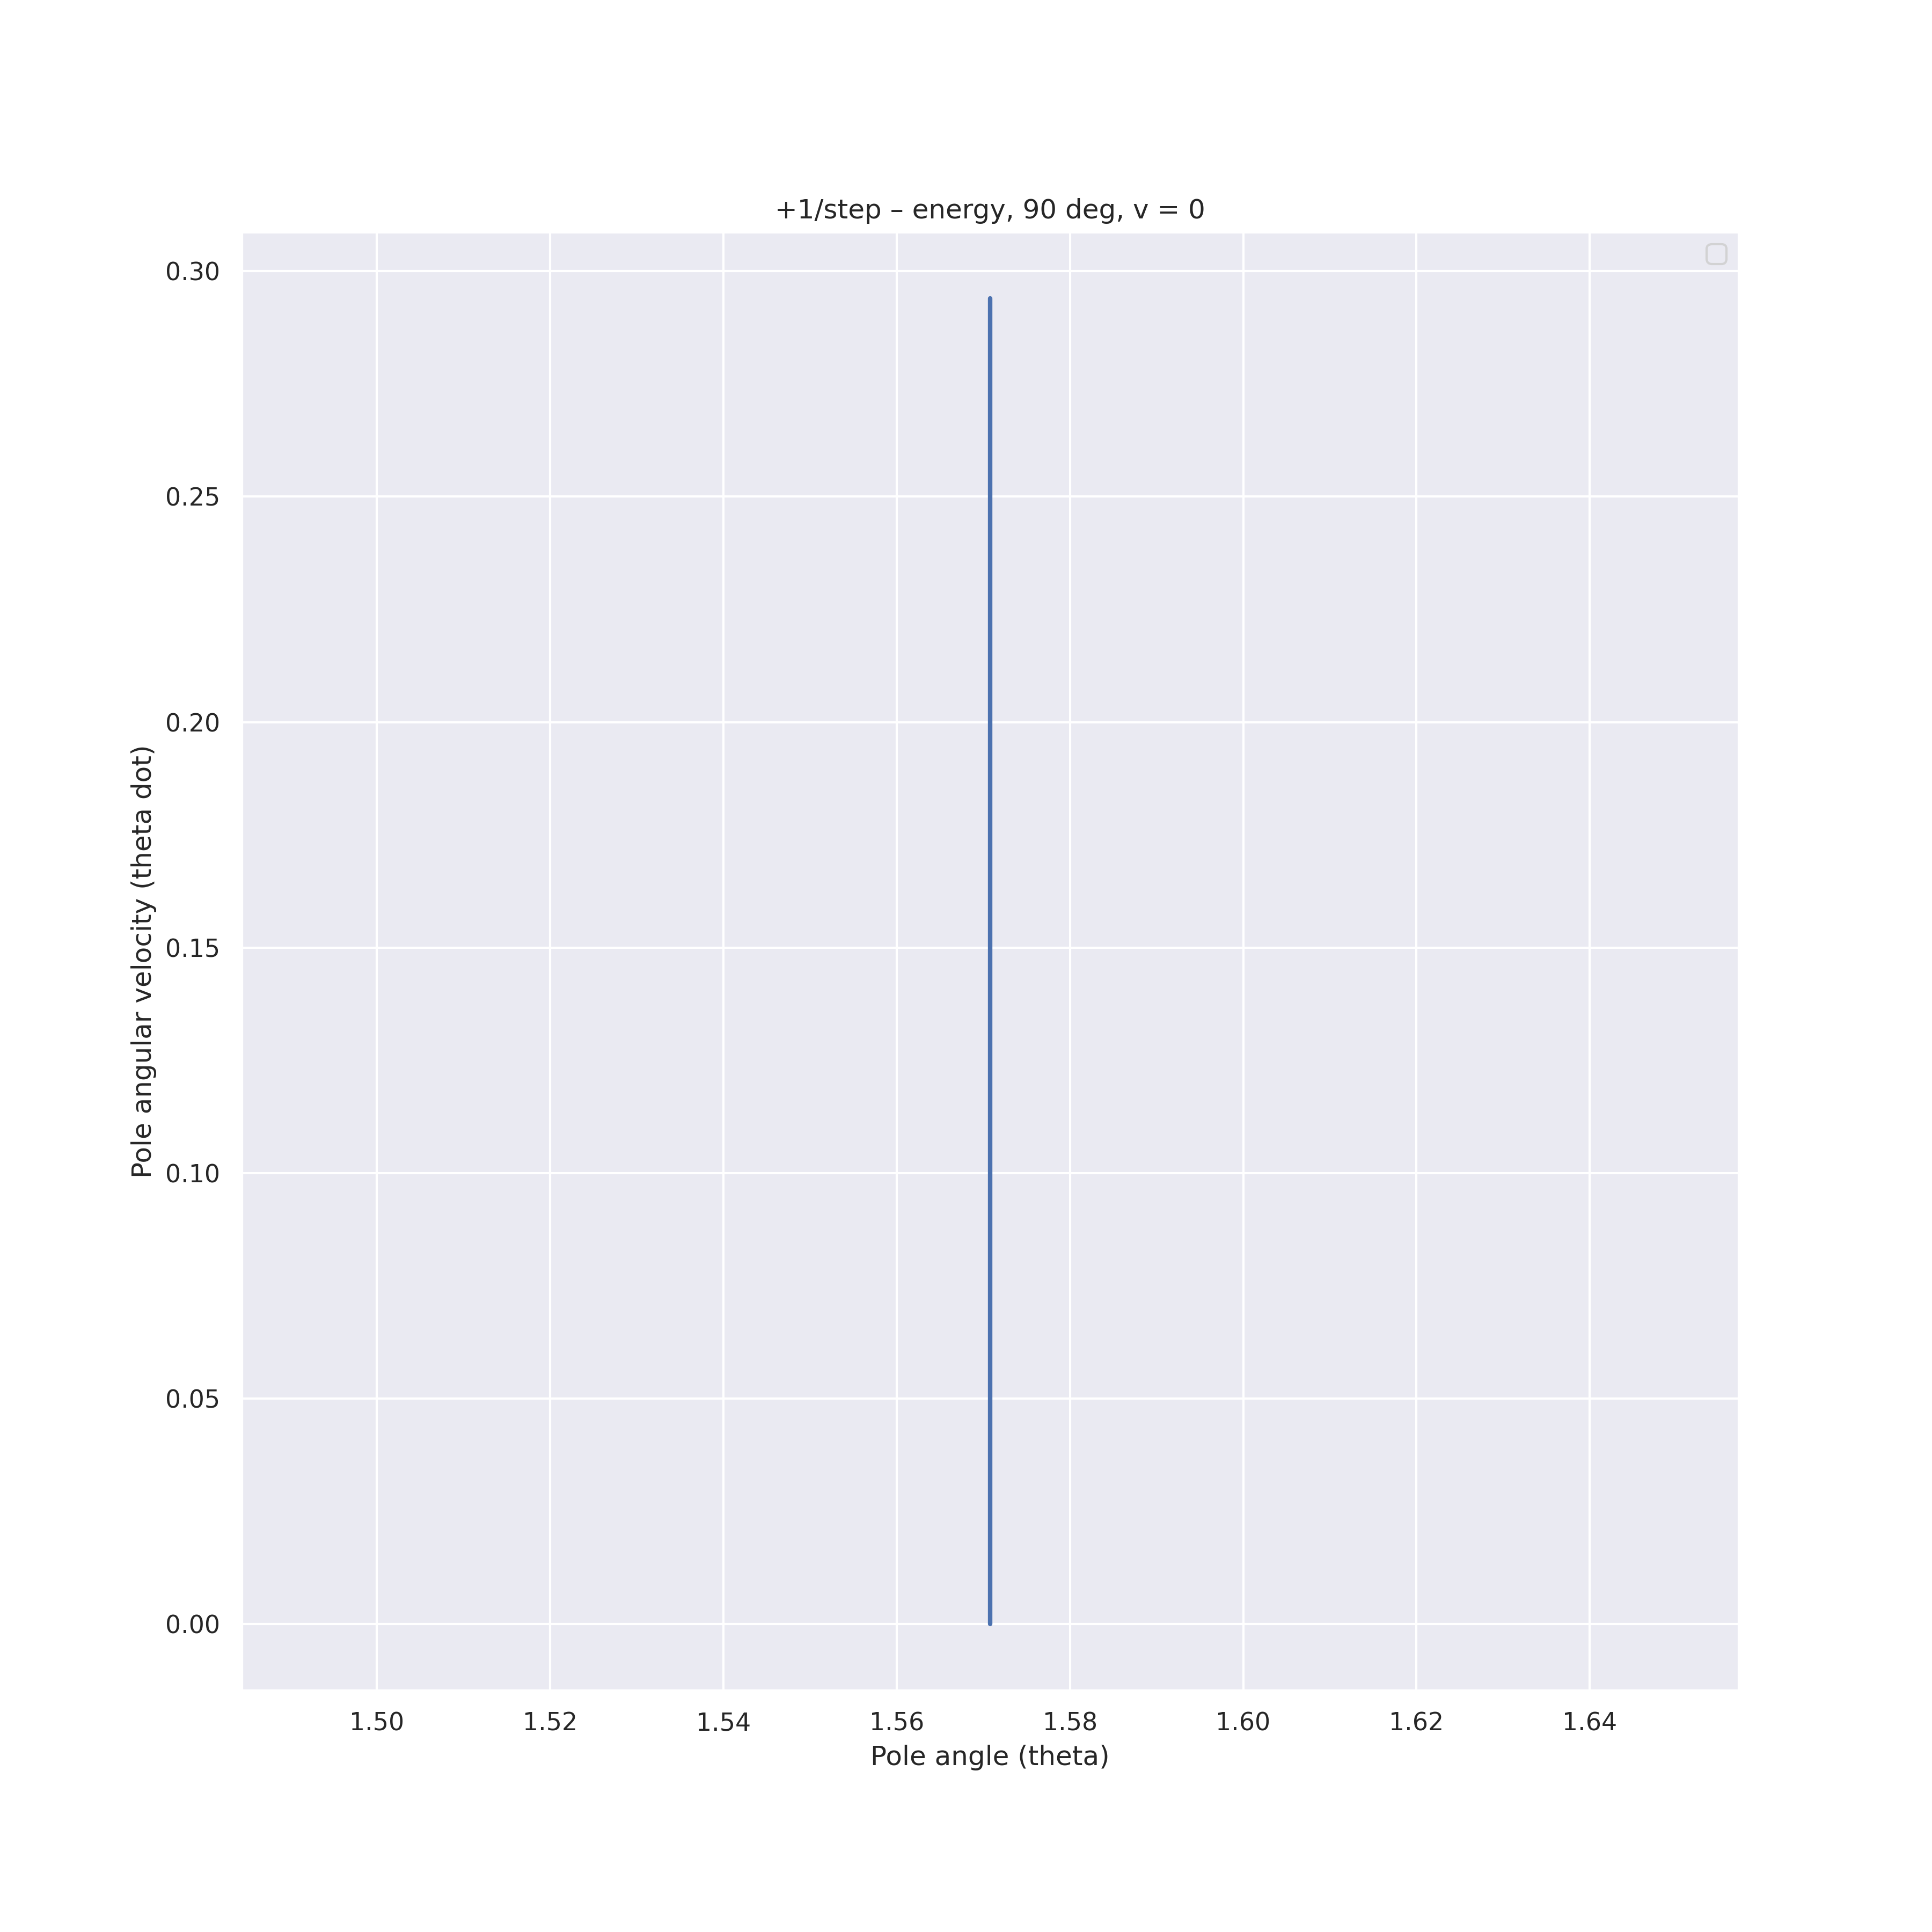 +1/step – energy, 90 deg, v = 0
0.30
0.25
0.20
0.15
0.10
0.05
0.00
Pole angular velocity (theta dot)
1.50 1.52 1.54 1.56 1.58 1.60 1.62 1.64
Pole angle (theta)